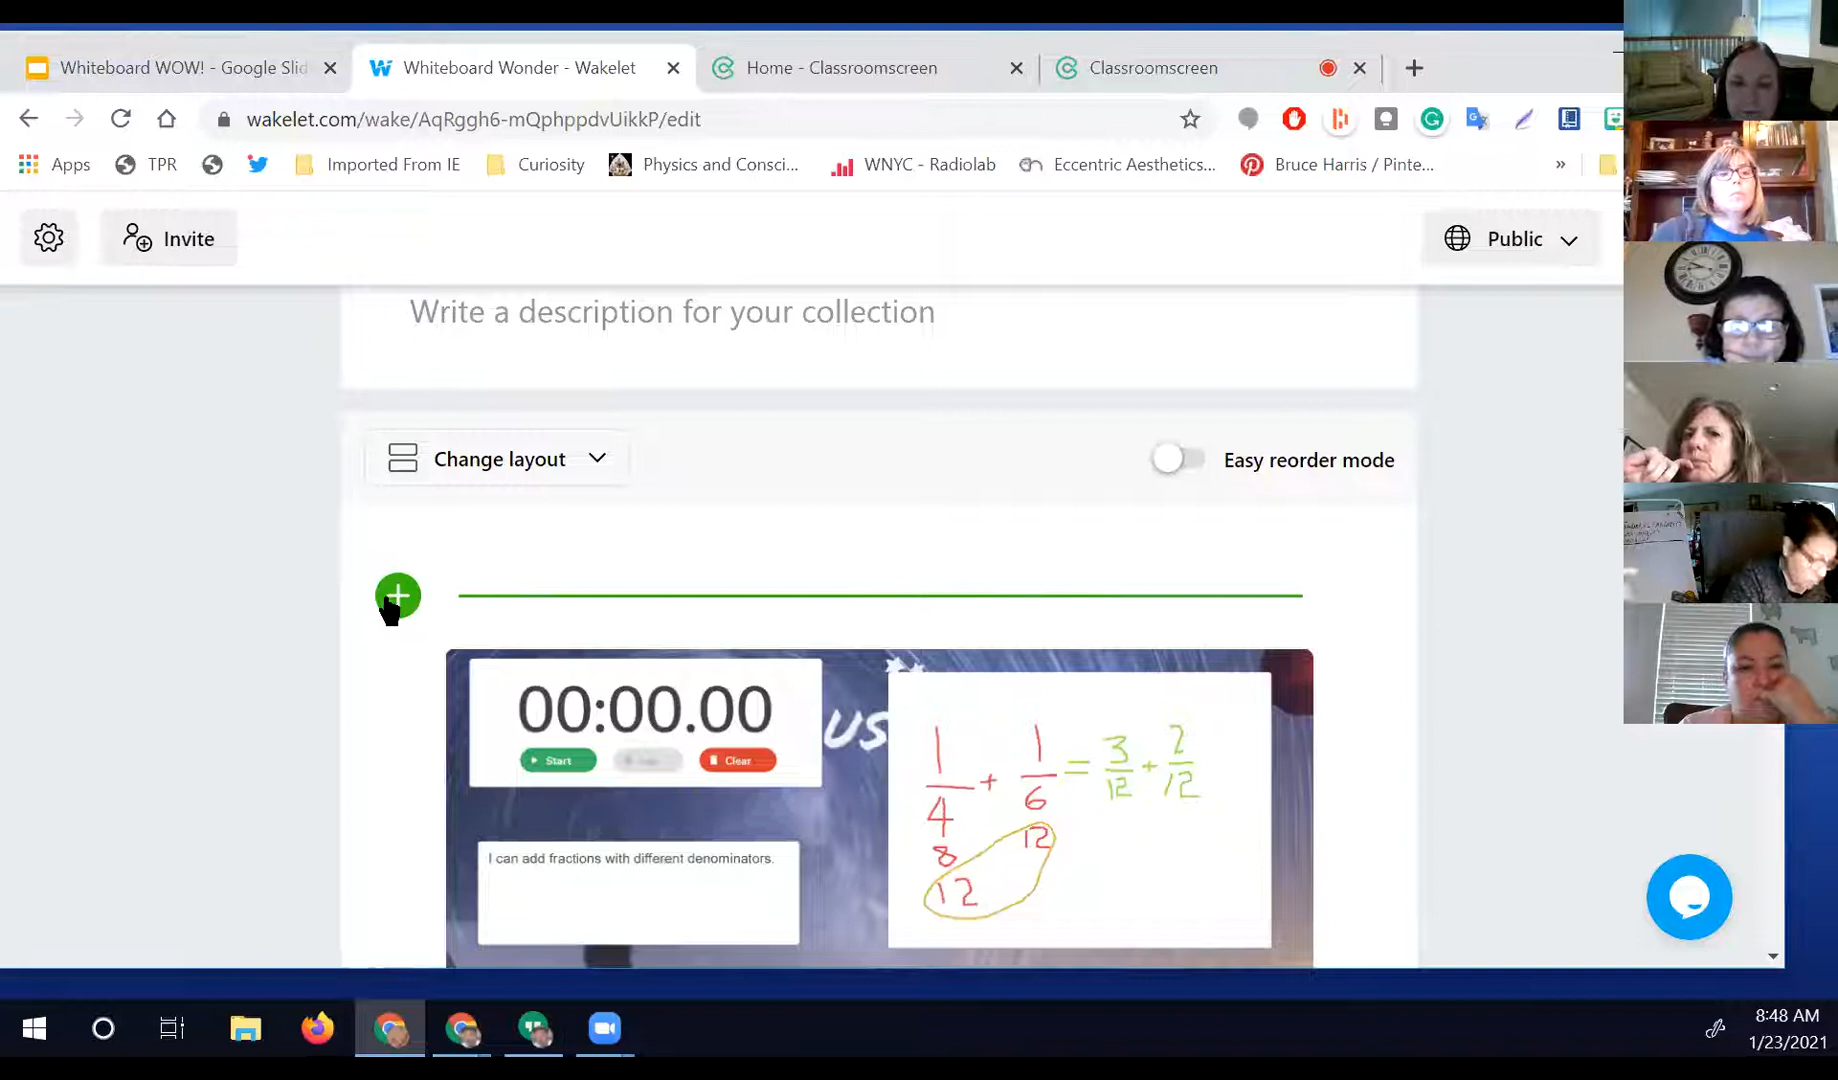 Whiteboard WOW! - Google Slid
Whiteboard Wonder - Wakelet
Home - Classroomscreen
Classroomscreen
wakelet.com/wake/AqRggh6-mQphppdvUikkP/edit
Apps
TPR
Imported From IE
Curiosity
Physics and Consci...
WNYC - Radiolab
Eccentric Aesthetics...
Bruce Harris / Pinte...
»
Invite
Public
Write a description for your collection
Change layout
Easy reorder mode
00:00.00
Start
Clear
US
1/4 + 1/6 = 3/12 + 2/12
8 12
12
I can add fractions with different denominators.
8:48 AM
1/23/2021